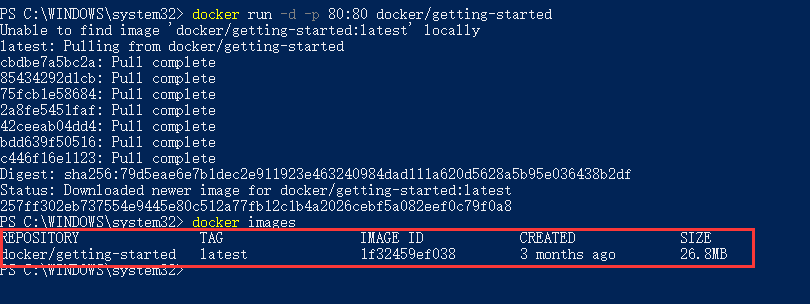 PS C:\WINDOWS\system32> docker run -d -p 80:80 docker/getting-started
Unable to find image 'docker/getting-started:latest' locally
latest: Pulling from docker/getting-started
cbdbe7a5bc2a: Pull complete
85434292d1cb: Pull complete
75fcb1e58684: Pull complete
2a8fe5451faf: Pull complete
42ceeab04dd4: Pull complete
bdd639f50516: Pull complete
c446f16e1123: Pull complete
Digest: sha256:79d5eae6e7b1dec2e911923e463240984dad111a620d5628a5b95e036438b2df
Status: Downloaded newer image for docker/getting-started:latest
257ff302eb737554e9445e80c512a77fb12c1b4a2026cebf5a082eef0c79f0a8
PS C:\WINDOWS\system32> docker images
REPOSITORY TAG IMAGE ID CREATED SIZE
docker/getting-started latest 1f32459ef038 3 months ago 26.8MB
PS C:\WINDOWS\system32>